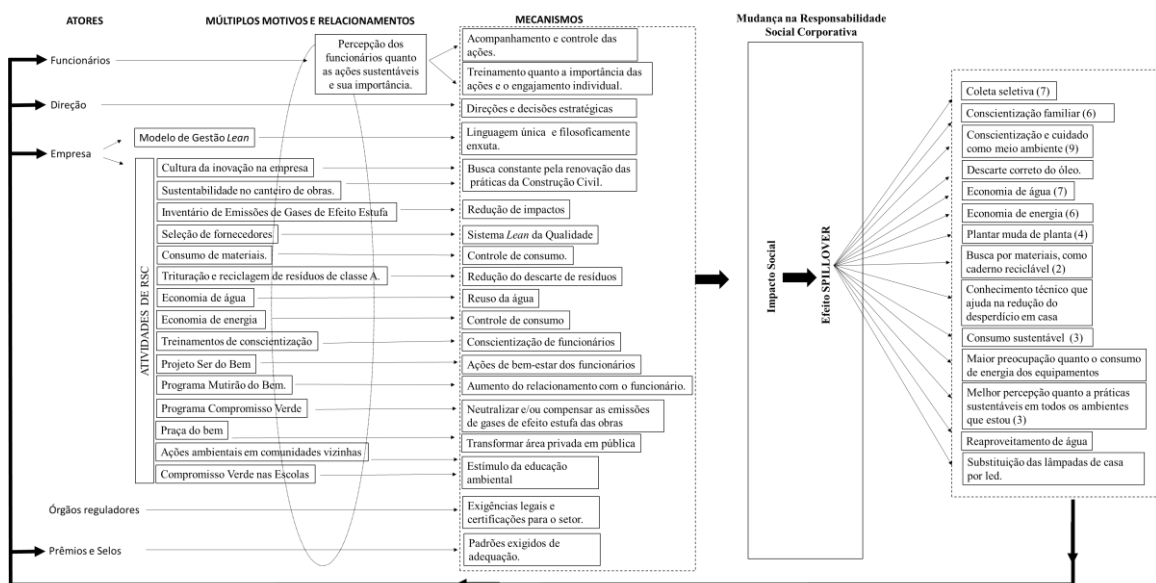 ATORES
MÚLTIPLOS MOTIVOS E RELACIONAMENTOS
MECANISMOS
Mudança na Responsabilidade
Social Corporativa
Funcionários
Direção
Empresa
Órgãos reguladores
Prêmios e Selos
Percepção dos
funcionários quanto
as ações sustentáveis
e sua importância.
Modelo de Gestão Lean
ATIVIDADES DE RSC
Cultura da inovação na empresa
Sustentabilidade no canteiro de obras.
Inventário de Emissões de Gases de Efeito Estufa
Seleção de fornecedores
Consumo de materiais.
Trituração e reciclagem de resíduos de classe A.
Economia de água
Economia de energia
Treinamentos de conscientização
Projeto Ser do Bem
Programa Mutirão do Bem.
Programa Compromisso Verde
Praça do bem
Ações ambientais em comunidades vizinhas
Compromisso Verde nas Escolas
Acompanhamento e controle das
ações.
Treinamento quanto a importância das
ações e o engajamento individual.
Direções e decisões estratégicas
Linguagem única e filosoficamente
enxuta.
Busca constante pela renovação das
práticas da Construção Civil.
Redução de impactos
Sistema Lean da Qualidade
Controle de consumo.
Redução do descarte de resíduos
Reuso da água
Controle de consumo
Conscientização de funcionários
Ações de bem-estar dos funcionários
Aumento do relacionamento com o funcionário.
Neutralizar e/ou compensar as emissões
de gases de efeito estufa das obras
Transformar área privada em pública
Estímulo da educação
ambiental
Exigências legais e
certificações para o setor.
Padrões exigidos de
adequação.
Impacto Social
Efeito SPILLOVER
Coleta seletiva (7)
Conscientização familiar (6)
Conscientização e cuidado
como meio ambiente (9)
Descarte correto do óleo.
Economia de água (7)
Economia de energia (6)
Plantar muda de planta (4)
Busca por materiais, como
caderno reciclável (2)
Conhecimento técnico que
ajuda na redução do
desperdício em casa
Consumo sustentável (3)
Maior preocupação quanto o consumo
de energia dos equipamentos
Melhor percepção quanto a práticas
sustentáveis em todos os ambientes
que estou (3)
Reaproveitamento de água
Substituição das lâmpadas de casa
por led.